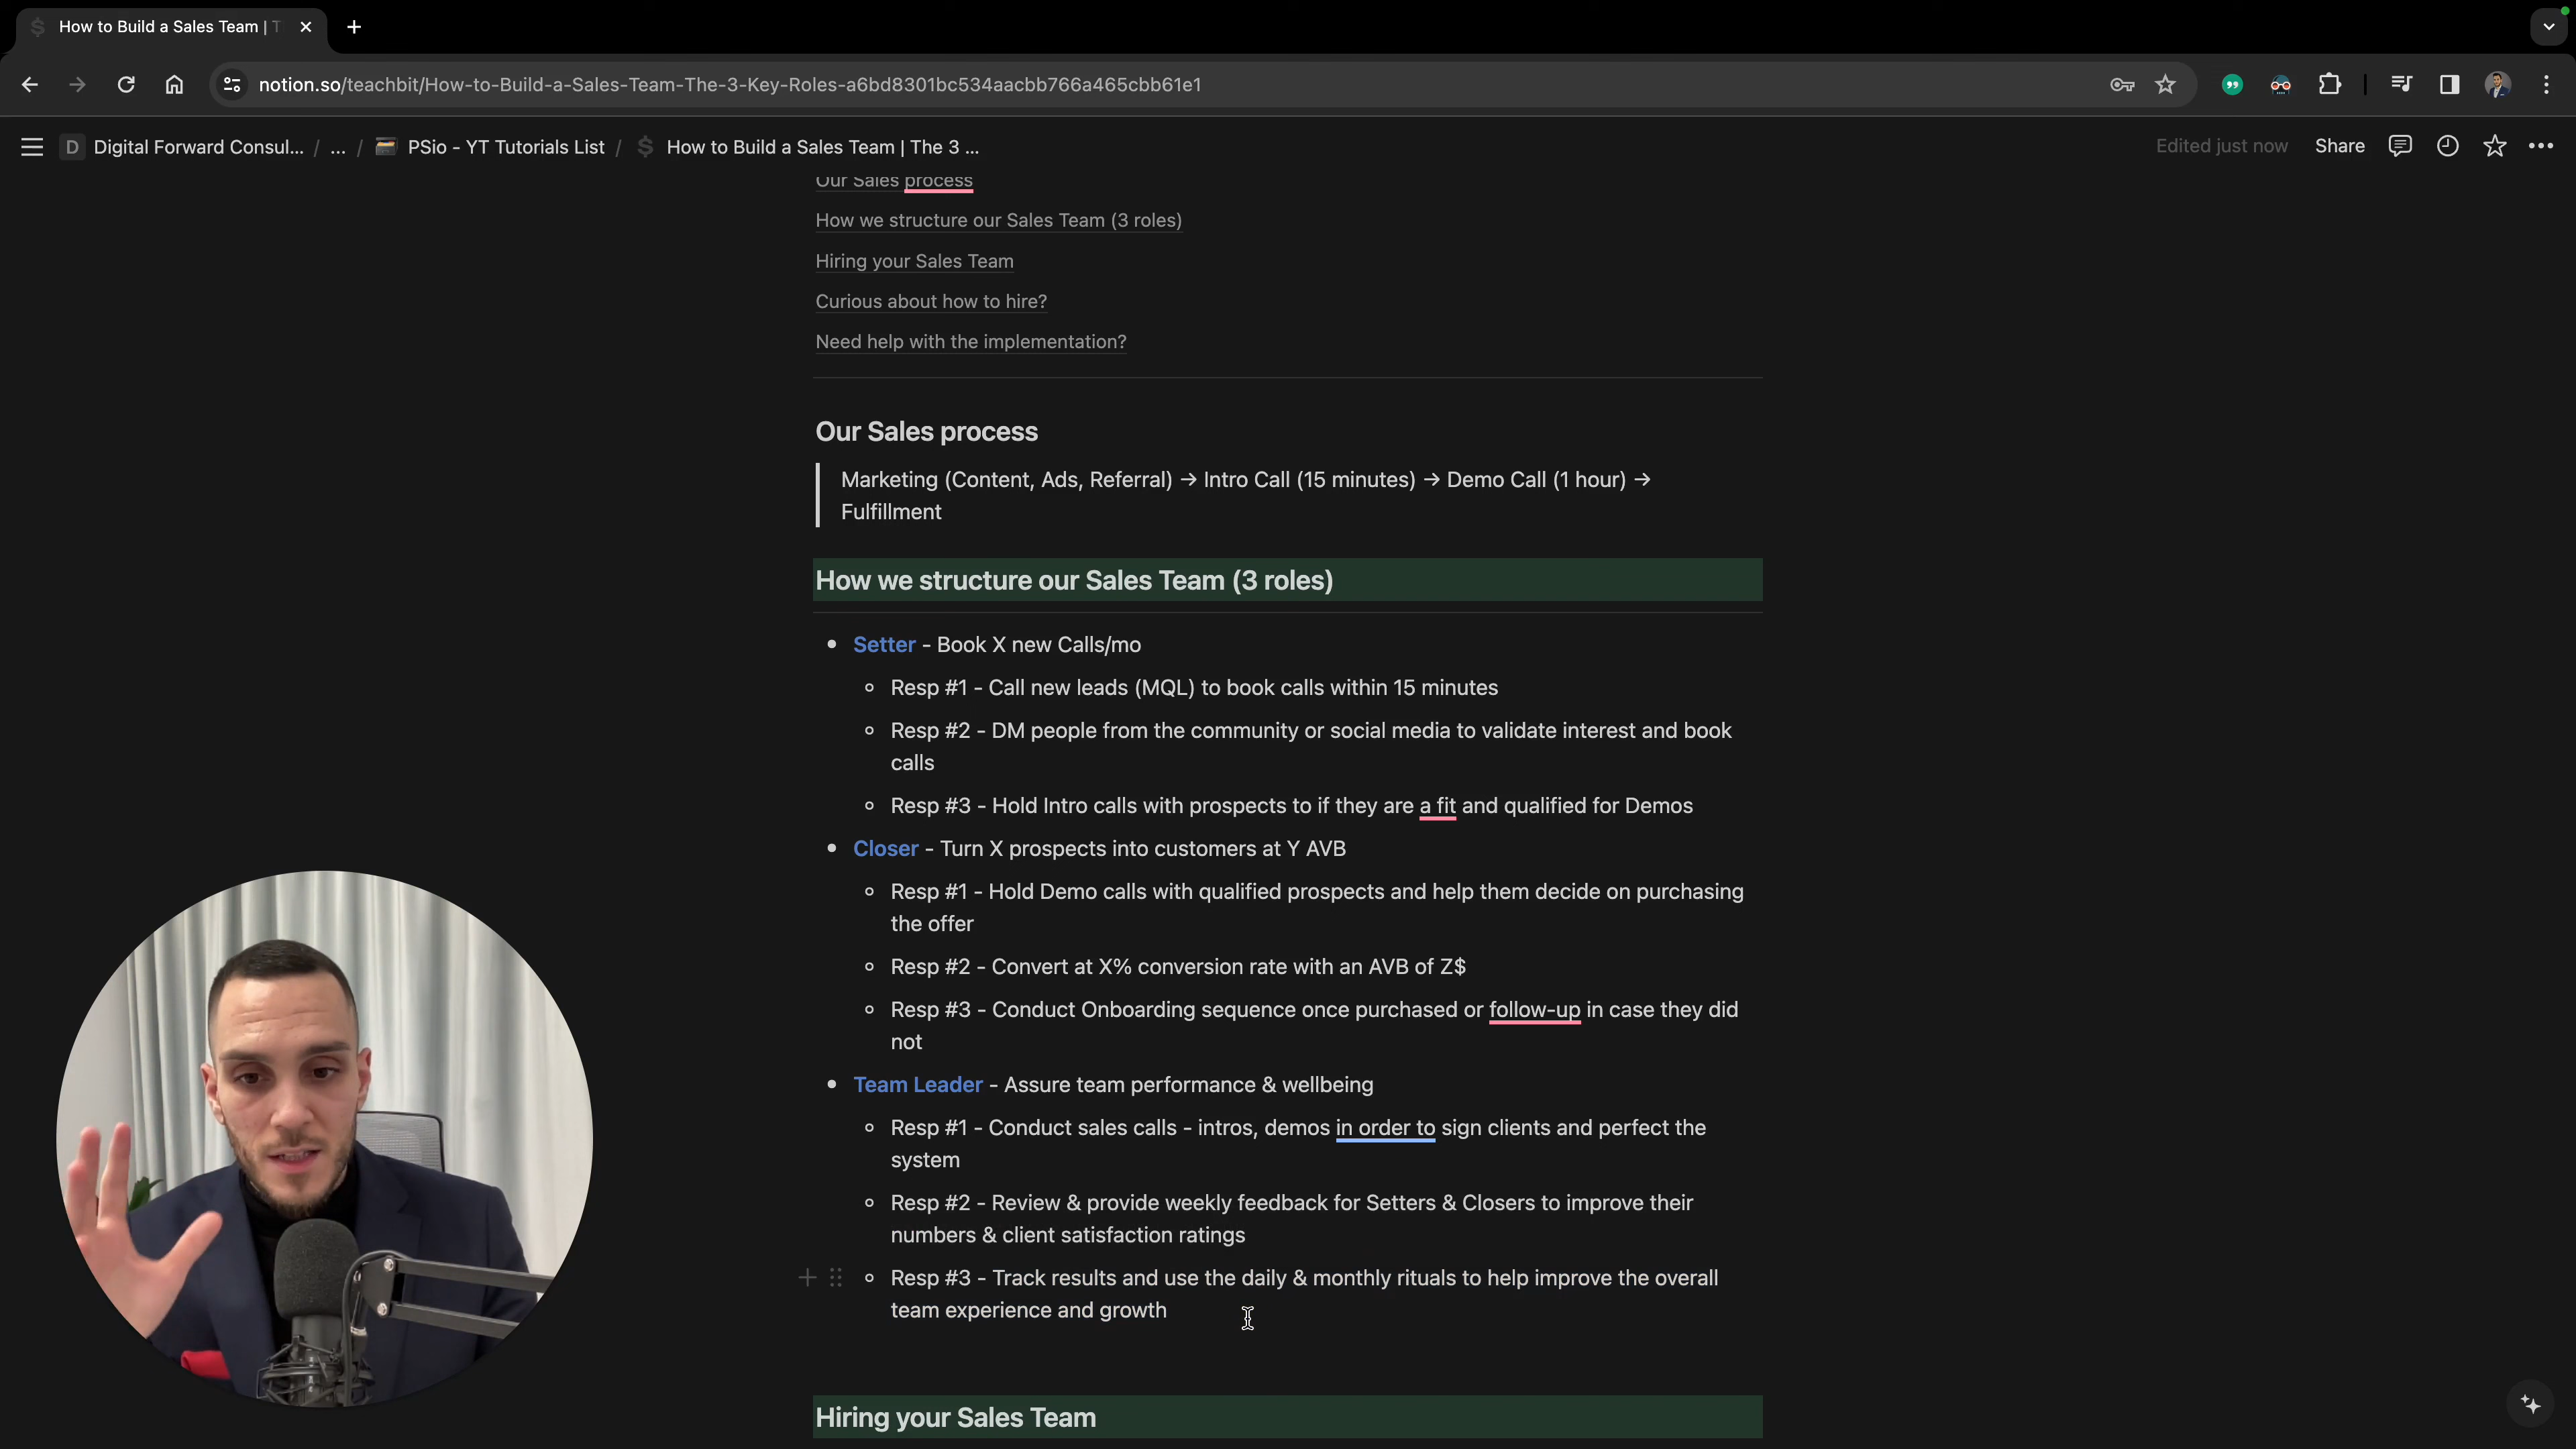 How to Build a Sales Team | T
notion.so/teachbit/How-to-Build-a-Sales-Team-The-3-Key-Roles-a6bd8301bc534aacbb766a465cbb61e1
D Digital Forward Consul... / ... / PSio - YT Tutorials List / $ How to Build a Sales Team | The 3 ...
Edited just now Share
Our Sales process
How we structure our Sales Team (3 roles)
Hiring your Sales Team
Curious about how to hire?
Need help with the implementation?
Our Sales process
Marketing (Content, Ads, Referral) → Intro Call (15 minutes) → Demo Call (1 hour) →
Fulfillment
How we structure our Sales Team (3 roles)
• Setter - Book X new Calls/mo
◦ Resp #1 - Call new leads (MQL) to book calls within 15 minutes
◦ Resp #2 - DM people from the community or social media to validate interest and book
calls
◦ Resp #3 - Hold Intro calls with prospects to if they are a fit and qualified for Demos
• Closer - Turn X prospects into customers at Y AVB
◦ Resp #1 - Hold Demo calls with qualified prospects and help them decide on purchasing
the offer
◦ Resp #2 - Convert at X% conversion rate with an AVB of Z$
◦ Resp #3 - Conduct Onboarding sequence once purchased or follow-up in case they did
not
• Team Leader - Assure team performance & wellbeing
◦ Resp #1 - Conduct sales calls - intros, demos in order to sign clients and perfect the
system
◦ Resp #2 - Review & provide weekly feedback for Setters & Closers to improve their
numbers & client satisfaction ratings
◦ Resp #3 - Track results and use the daily & monthly rituals to help improve the overall
team experience and growth
Hiring your Sales Team